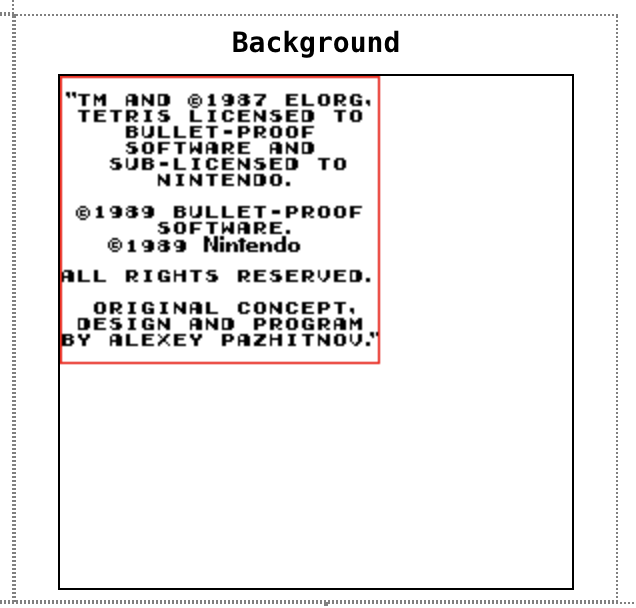 Background
"TM AND ©1987 ELORG,
TETRIS LICENSED TO
BULLET-PROOF
SOFTWARE AND
SUB-LICENSED TO
NINTENDO.
©1989 BULLET-PROOF
SOFTWARE.
©1989 Nintendo
ALL RIGHTS RESERVED.
ORIGINAL CONCEPT,
DESIGN AND PROGRAM
BY ALEXEY PAZHITNOV."